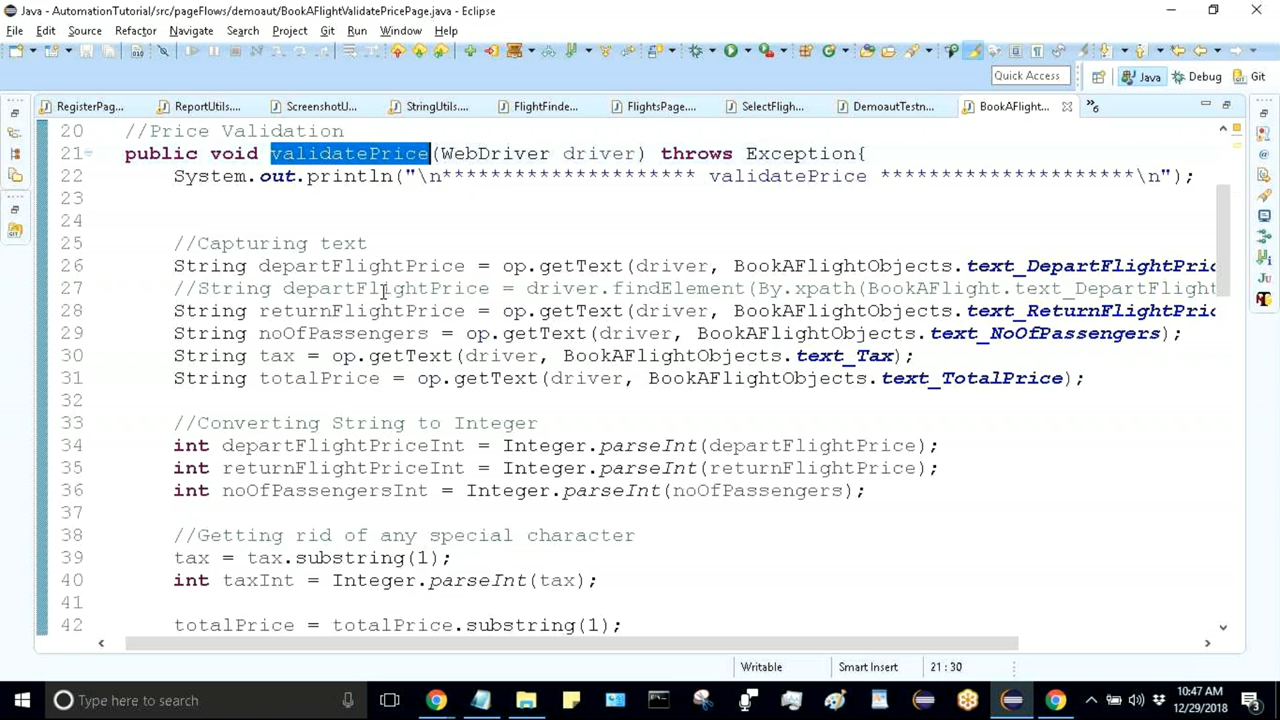 Java - AutomationTutorial/src/pageFlows/demoaut/BookAFlightValidatePricePage.java - Eclipse
File Edit Source Refactor Navigate Search Project Git Run Window Help
Quick Access
Java
Debug
Git
RegisterPag...
ReportUtils....
ScreenshotU...
StringUtils....
FlightFinde...
FlightsPage....
SelectFligh...
DemoautTestn...
BookAFlight...
»6
20 //Price Validation
21 public void validatePrice(WebDriver driver) throws Exception{
22 System.out.println("\n********************* validatePrice *********************\n");
23
24
25 //Capturing text
26 String departFlightPrice = op.getText(driver, BookAFlightObjects.text_DepartFlightPric
27 //String departFlightPrice = driver.findElement(By.xpath(BookAFlight.text_DepartFlight
28 String returnFlightPrice = op.getText(driver, BookAFlightObjects.text_ReturnFlightPric
29 String noOfPassengers = op.getText(driver, BookAFlightObjects.text_NoOfPassengers);
30 String tax = op.getText(driver, BookAFlightObjects.text_Tax);
31 String totalPrice = op.getText(driver, BookAFlightObjects.text_TotalPrice);
32
33 //Converting String to Integer
34 int departFlightPriceInt = Integer.parseInt(departFlightPrice);
35 int returnFlightPriceInt = Integer.parseInt(returnFlightPrice);
36 int noOfPassengersInt = Integer.parseInt(noOfPassengers);
37
38 //Getting rid of any special character
39 tax = tax.substring(1);
40 int taxInt = Integer.parseInt(tax);
41
42 totalPrice = totalPrice.substring(1);
Writable
Smart Insert
21 : 30
Type here to search
10:47 AM
12/29/2018
3